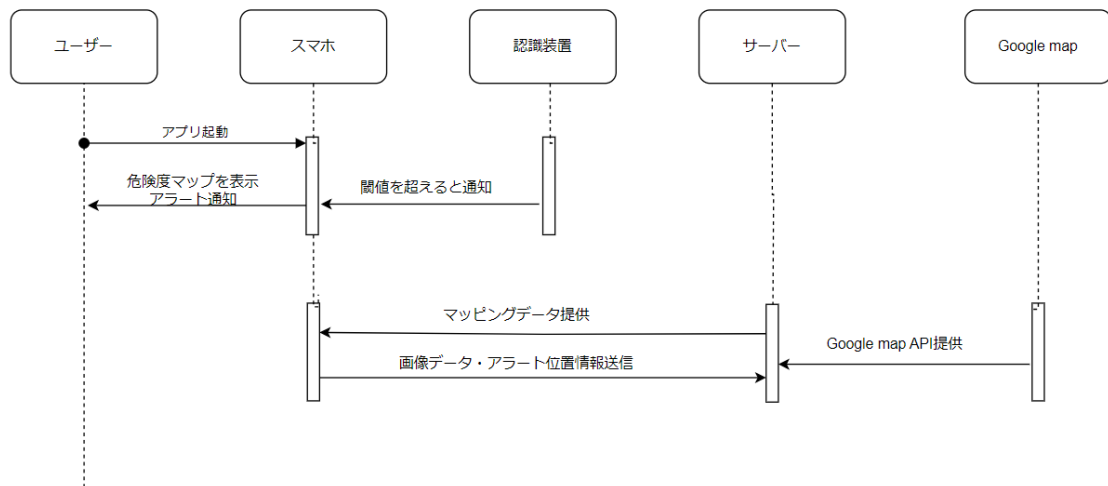 ユーザー
スマホ
認識装置
サーバー
Google map
アプリ起動
危険度マップを表示
アラート通知
閾値を超えると通知
マッピングデータ提供
Google map API提供
画像データ・アラート位置情報送信